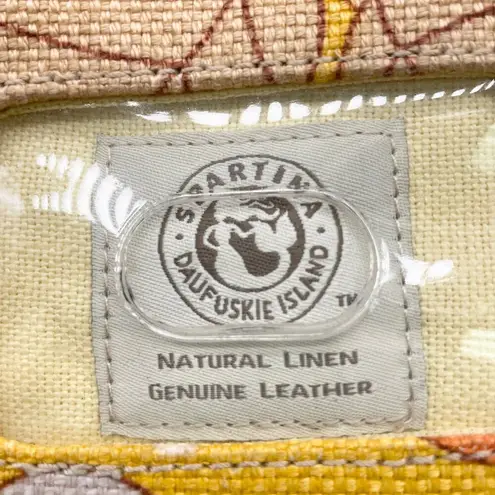 SPARTINA
DAUFUSKIE ISLAND
TM
NATURAL LINEN
GENUINE LEATHER